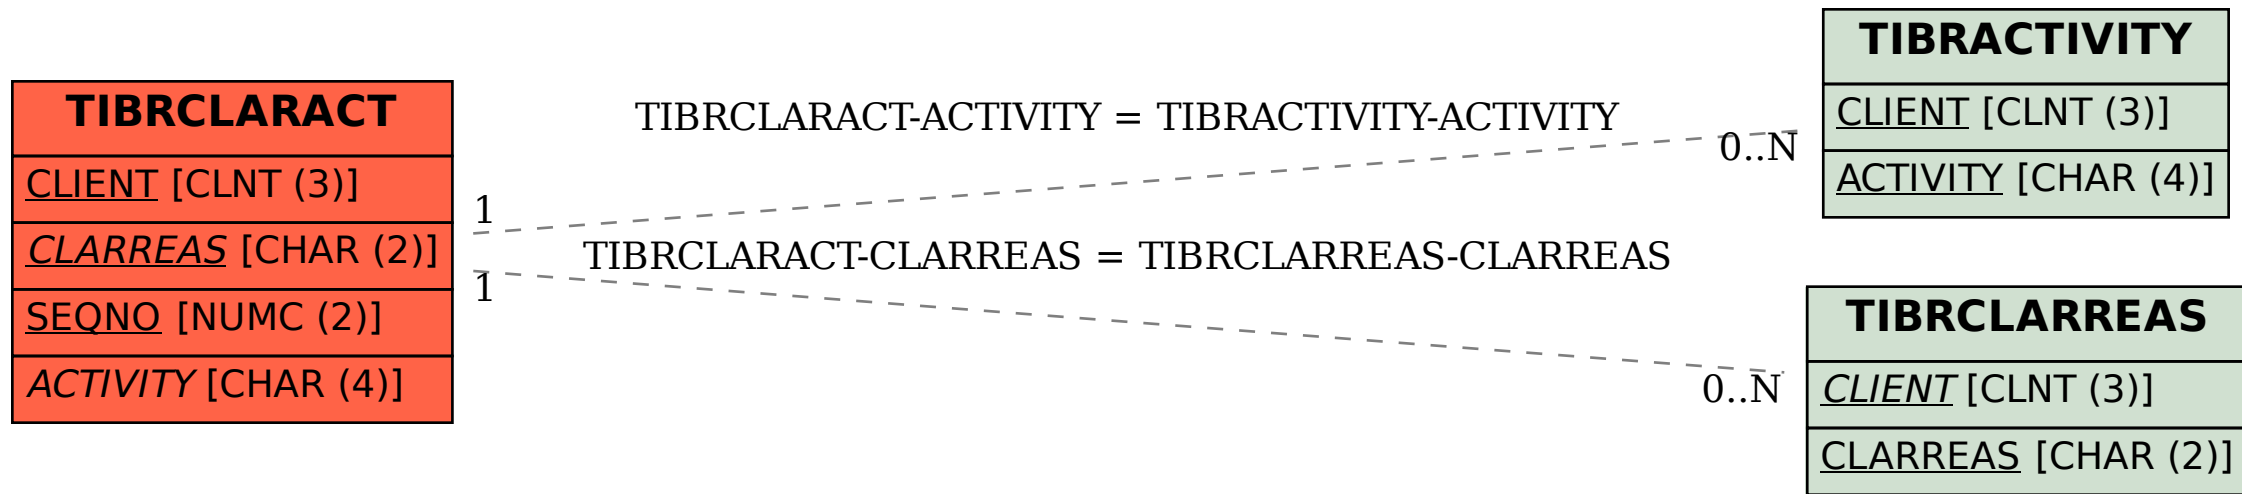 TIBRCLARACT
CLIENT [CLNT (3)]
CLARREAS [CHAR (2)]
SEQNO [NUMC (2)]
ACTIVITY [CHAR (4)]
TIBRCLARACT-ACTIVITY = TIBRACTIVITY-ACTIVITY
1
0..N
TIBRCLARACT-CLARREAS = TIBRCLARREAS-CLARREAS
1
0..N
TIBRACTIVITY
CLIENT [CLNT (3)]
ACTIVITY [CHAR (4)]
TIBRCLARREAS
CLIENT [CLNT (3)]
CLARREAS [CHAR (2)]